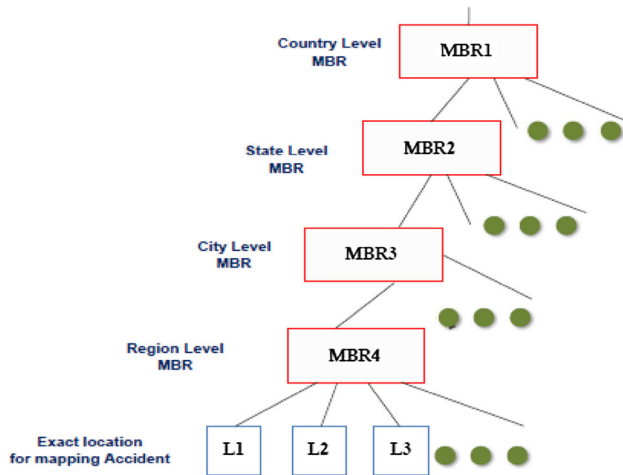 Country Level
MBR
MBR1
State Level
MBR
MBR2
City Level
MBR
MBR3
Region Level
MBR
MBR4
Exact location
for mapping Accident
L1
L2
L3